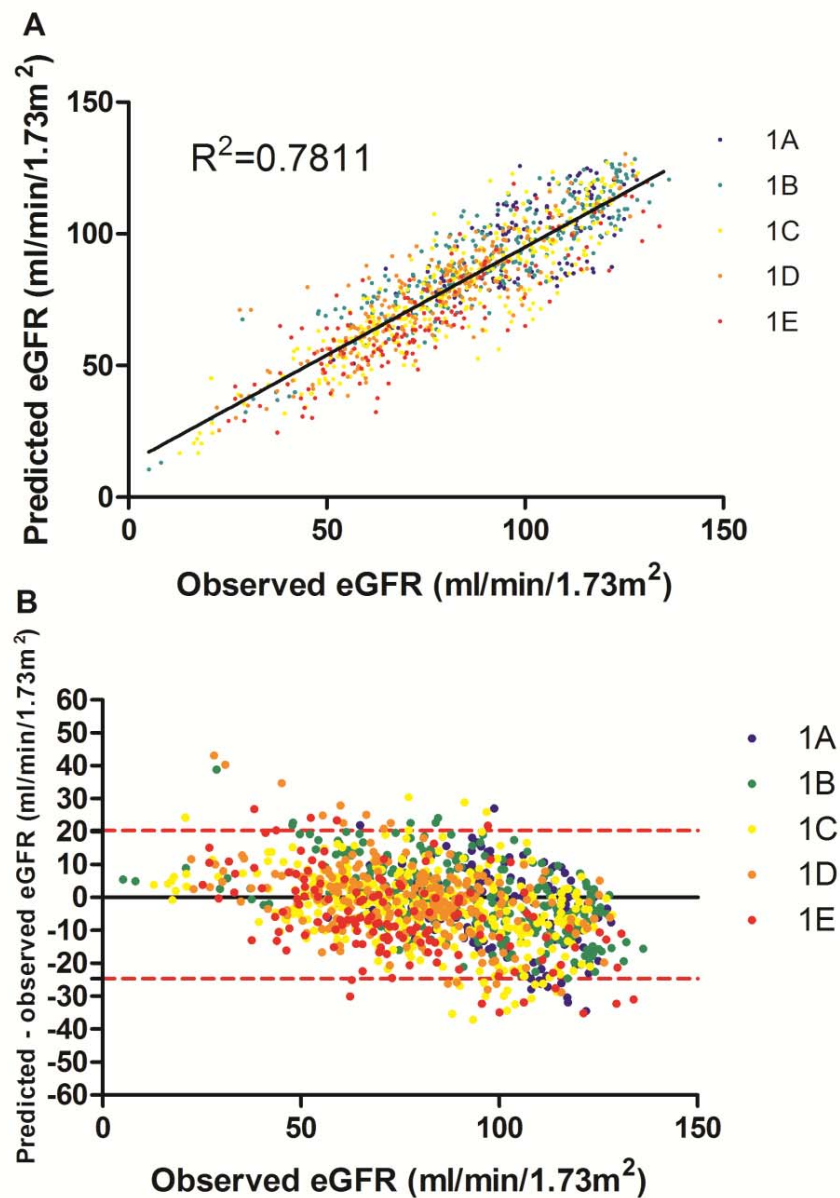 A
Predicted eGFR (ml/min/1.73m²)
150
100
50
0
R²=0.7811
1A
1B
1C
1D
1E
0 50 100 150
Observed eGFR (ml/min/1.73m²)
B
Predicted - observed eGFR (ml/min/1.73m²)
60
50
40
30
20
10
0
-10
-20
-30
-40
-50
-60
1A
1B
1C
1D
1E
0 50 100 150
Observed eGFR (ml/min/1.73m²)